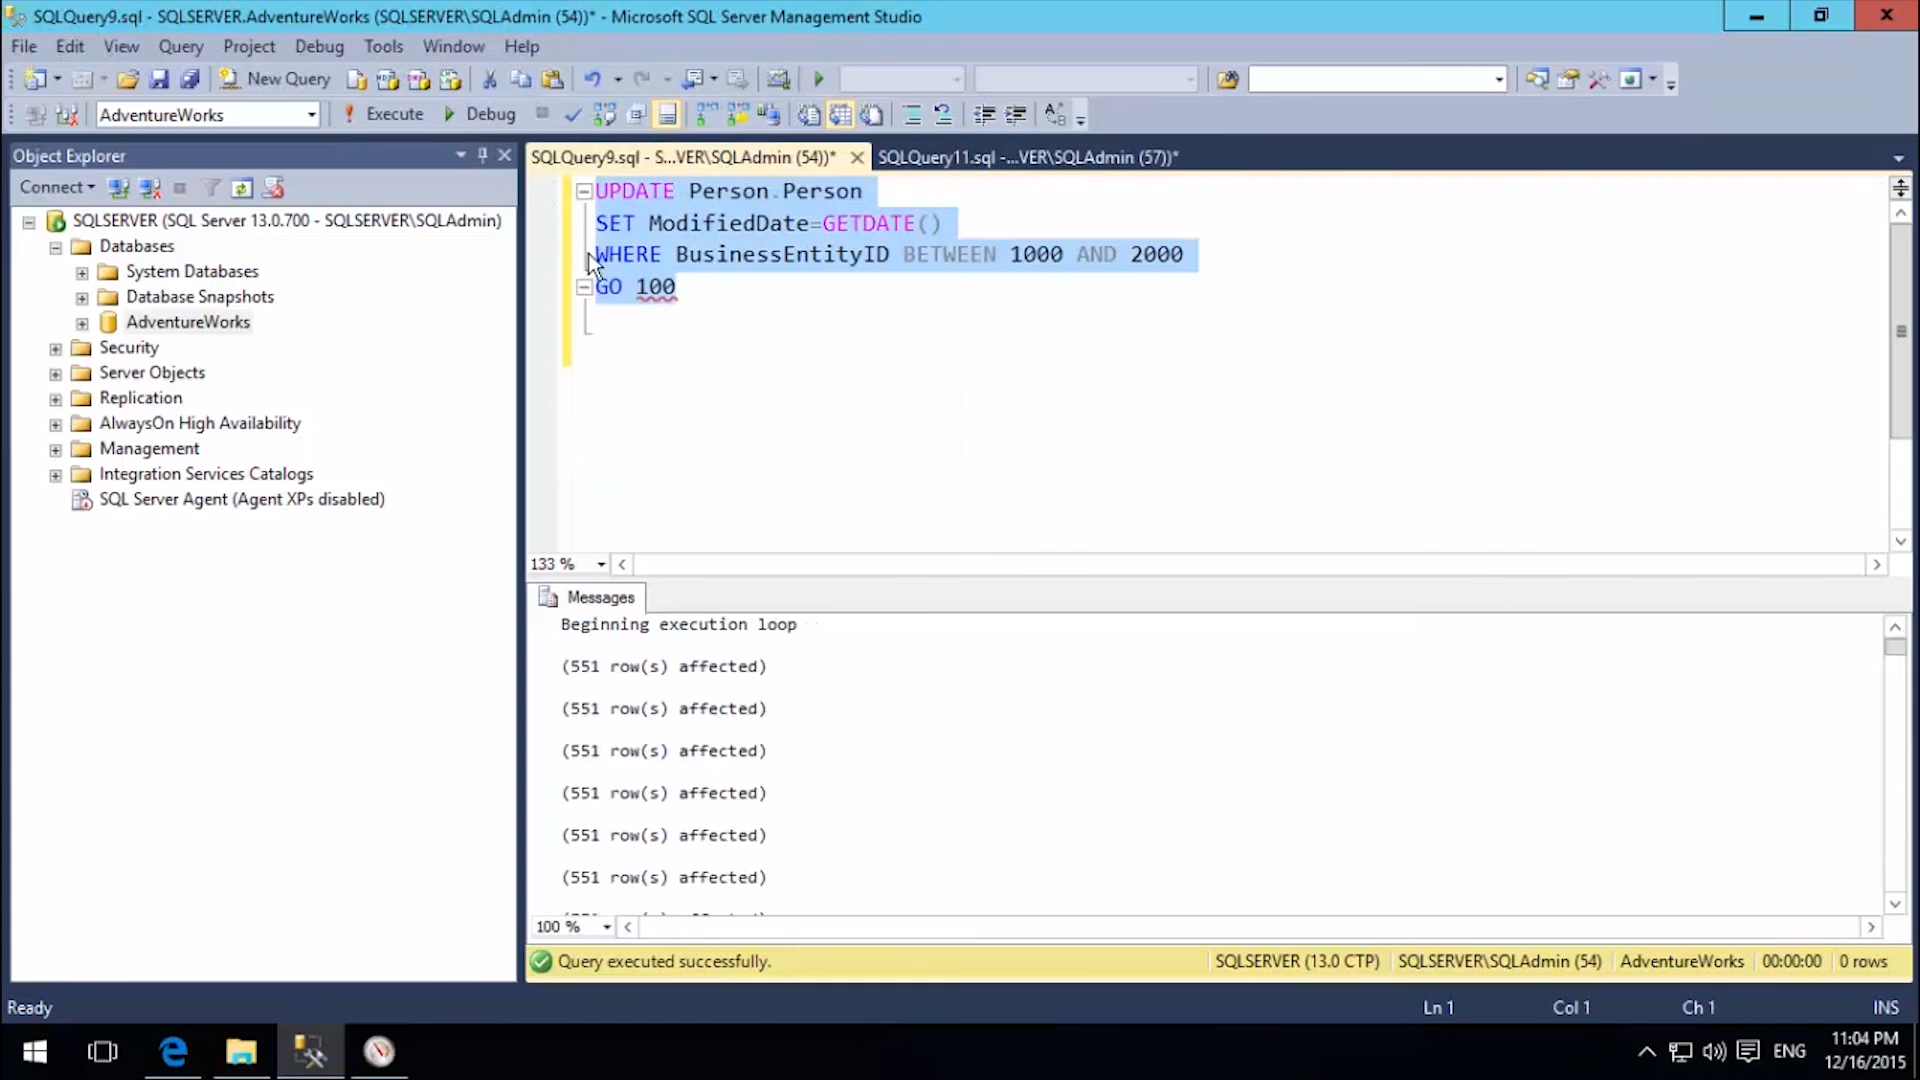 SQLQuery9.sql - SQLSERVER.AdventureWorks (SQLSERVER\SQLAdmin (54))* - Microsoft SQL Server Management Studio
File Edit View Query Project Debug Tools Window Help
New Query
AdventureWorks Execute Debug
Object Explorer
Connect
SQLSERVER (SQL Server 13.0.700 - SQLSERVER\SQLAdmin)
Databases
System Databases
Database Snapshots
AdventureWorks
Security
Server Objects
Replication
AlwaysOn High Availability
Management
Integration Services Catalogs
SQL Server Agent (Agent XPs disabled)
SQLQuery9.sql - S...VER\SQLAdmin (54))* SQLQuery11.sql -...VER\SQLAdmin (57))*
UPDATE Person.Person
SET ModifiedDate=GETDATE()
WHERE BusinessEntityID BETWEEN 1000 AND 2000
GO 100
133 %
Messages
Beginning execution loop
(551 row(s) affected)
(551 row(s) affected)
(551 row(s) affected)
(551 row(s) affected)
(551 row(s) affected)
(551 row(s) affected)
100 %
Query executed successfully. SQLSERVER (13.0 CTP) SQLSERVER\SQLAdmin (54) AdventureWorks 00:00:00 0 rows
Ready Ln 1 Col 1 Ch 1 INS
ENG
11:04 PM
12/16/2015